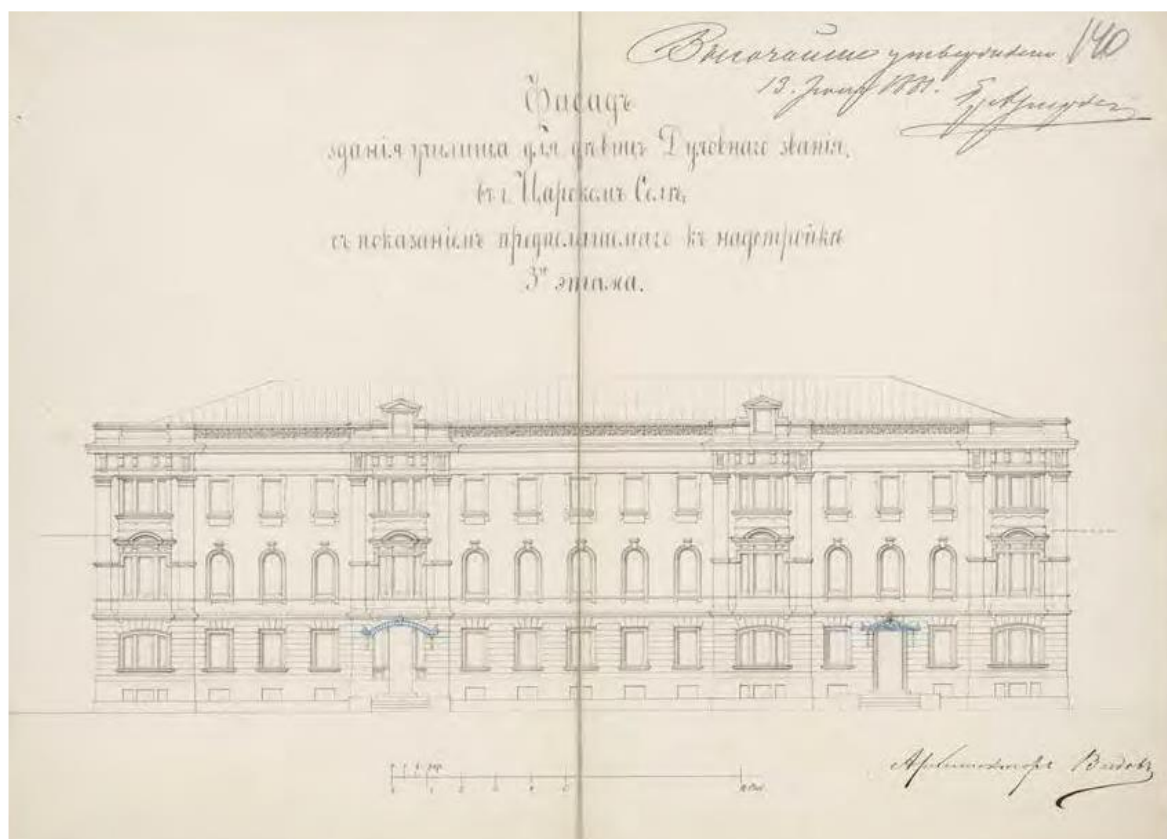 Высочайше утверждено 140
13. 1881.
Фасадъ
зданія училища для дѣвицъ Духовнаго званія,
въ г. Царскомъ Селѣ,
съ показаніемъ предполагаемаго къ надстройкѣ
3го этажа.
Архитекторъ Видовъ